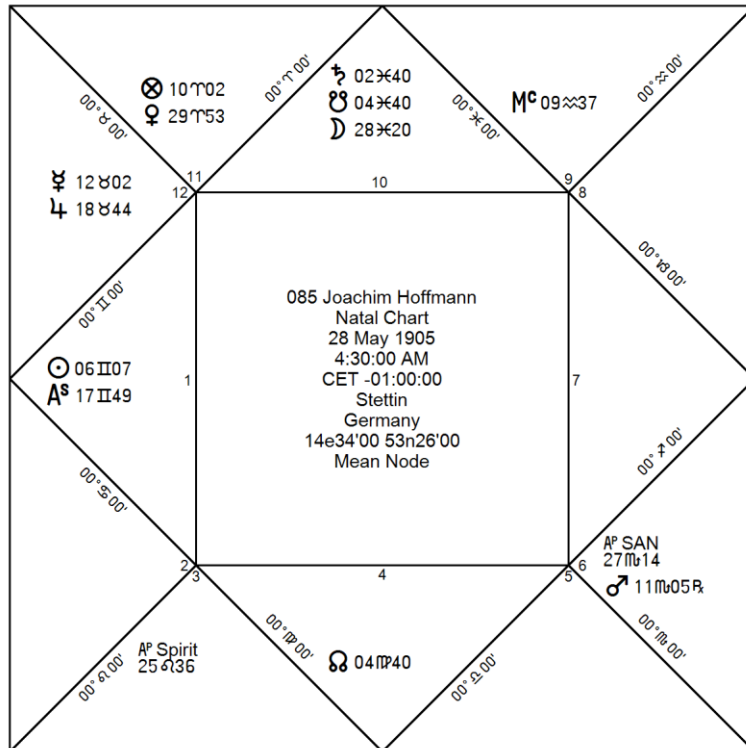 ⊗ 10♈02
♀ 29♈53
00°♉00'
00°♈00'
♄ 02♓40
☋ 04♓40
☽ 28♓20
00°♓00'
Mc 09♒37
00°♒00'
☿ 12♉02
♃ 18♉44
11
12
10
9
8
00°♊00'
00°♑00'
☉ 06♊07
As 17♊49
1
085 Joachim Hoffmann
Natal Chart
28 May 1905
4:30:00 AM
CET -01:00:00
Stettin
Germany
14e34'00 53n26'00
Mean Node
7
00°♋00'
00°♐00'
2
3
4
5
6
AP SAN
27♏14
♂ 11♏05℞
AP Spirit
25♌36
00°♌00'
00°♍00'
☊ 04♍40
00°♎00'
00°♏00'